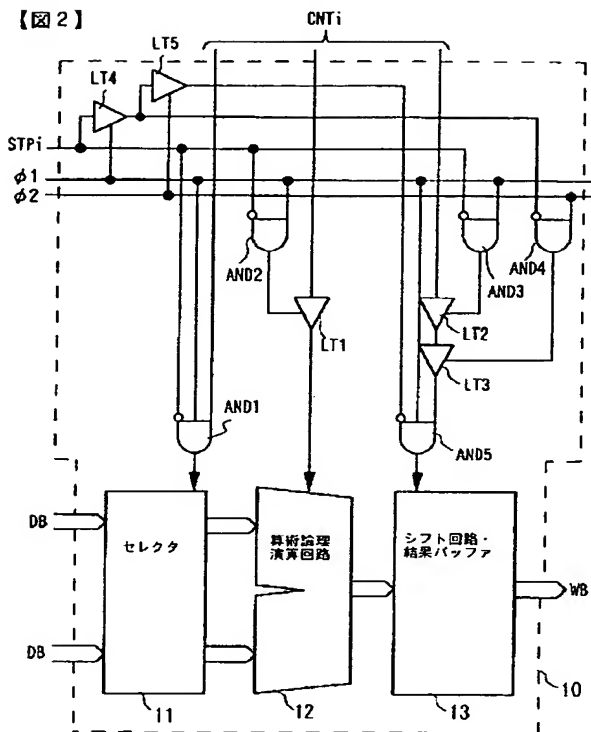 【図2】
CNTi
LT5
LT4
STPi
φ1
φ2
AND2
AND3
AND4
LT1
LT2
LT3
AND1
AND5
DB
セレクタ
算術論理
演算回路
シフト回路・
結果バッファ
WB
DB
11
12
13
10